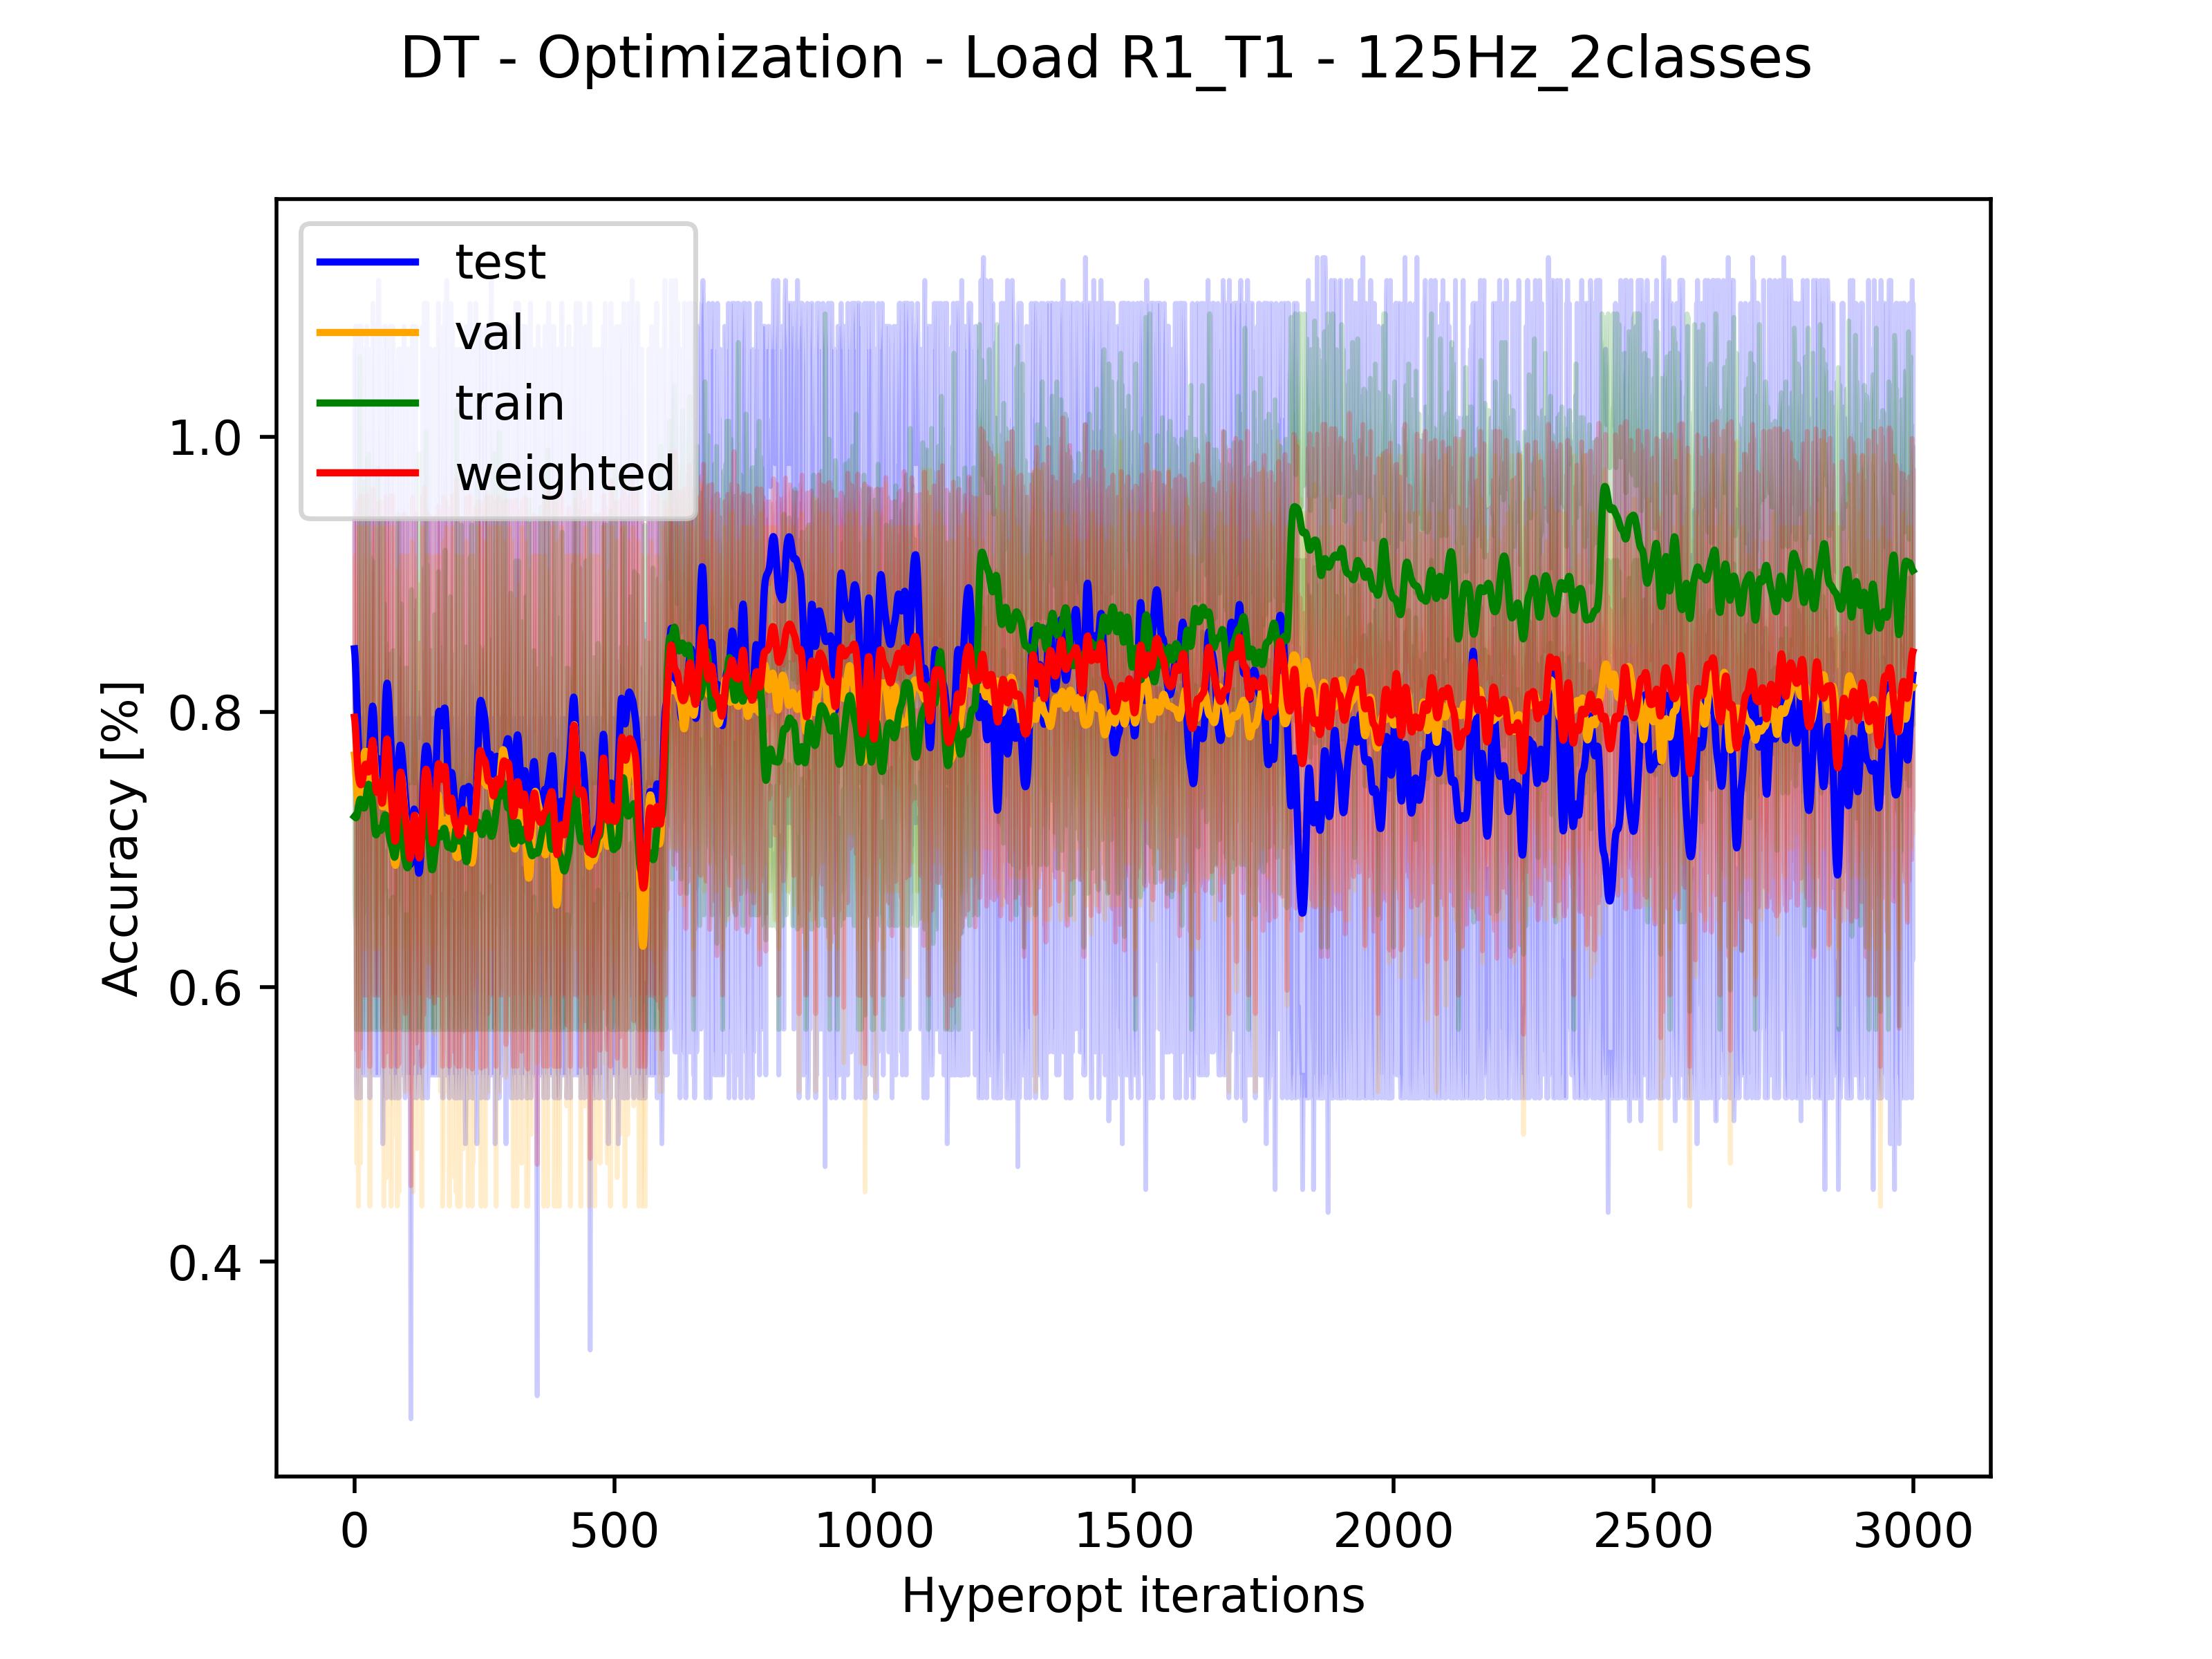 DT - Optimization - Load R1_T1 - 125Hz_2classes
test
val
train
weighted
1.0
0.8
0.6
0.4
Accuracy [%]
0 500 1000 1500 2000 2500 3000
Hyperopt iterations